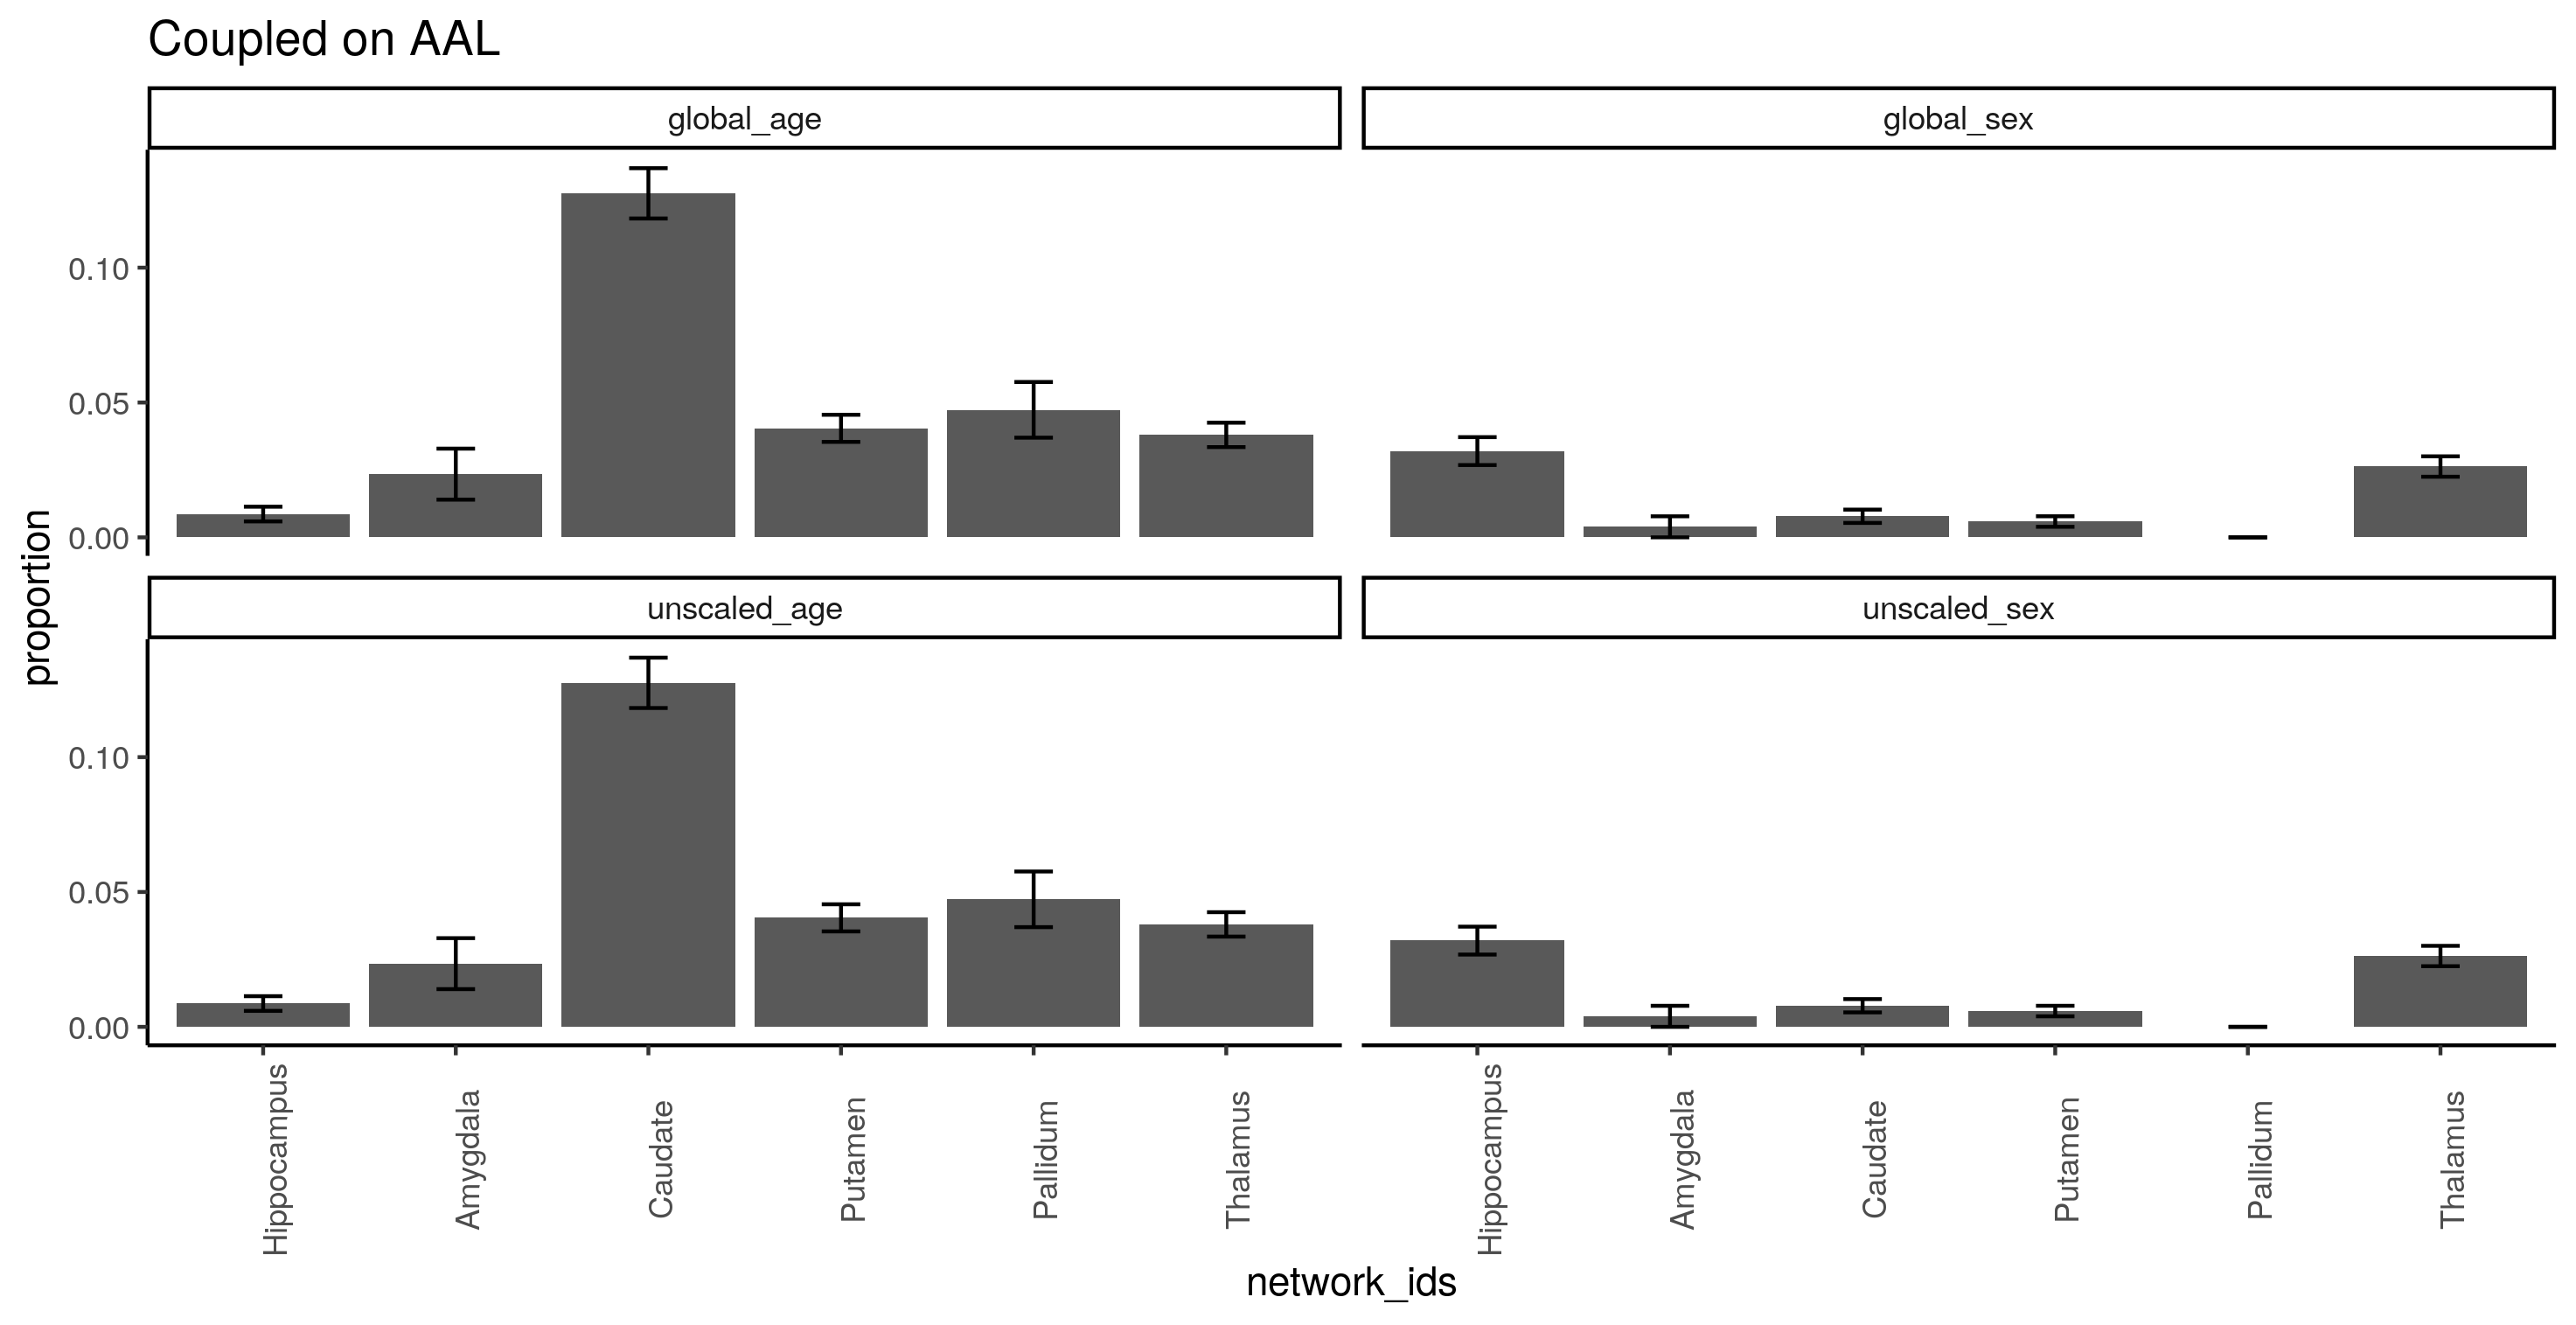 Coupled on AAL
global_age
global_sex
0.10
0.05
0.00
unscaled_age
unscaled_sex
0.10
0.05
0.00
proportion
Hippocampus
Amygdala
Caudate
Putamen
Pallidum
Thalamus
Hippocampus
Amygdala
Caudate
Putamen
Pallidum
Thalamus
network_ids